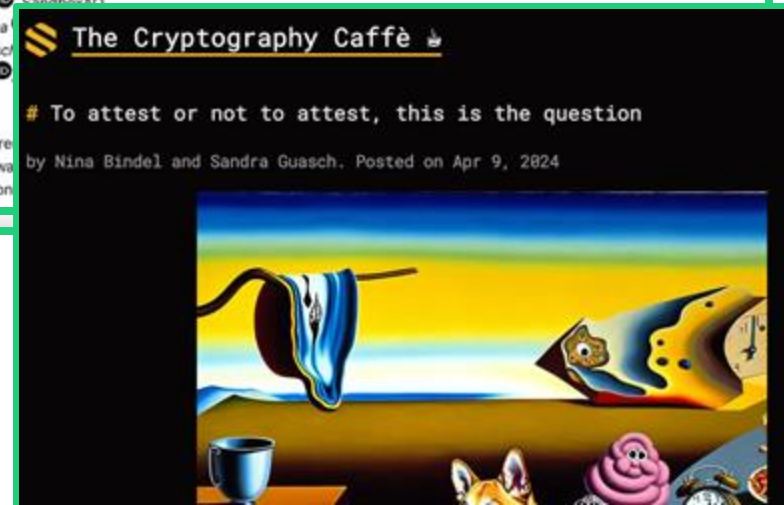 The Cryptography Caffè ☕
# To attest or not to attest, this is the question
by Nina Bindel and Sandra Guasch. Posted on Apr 9, 2024